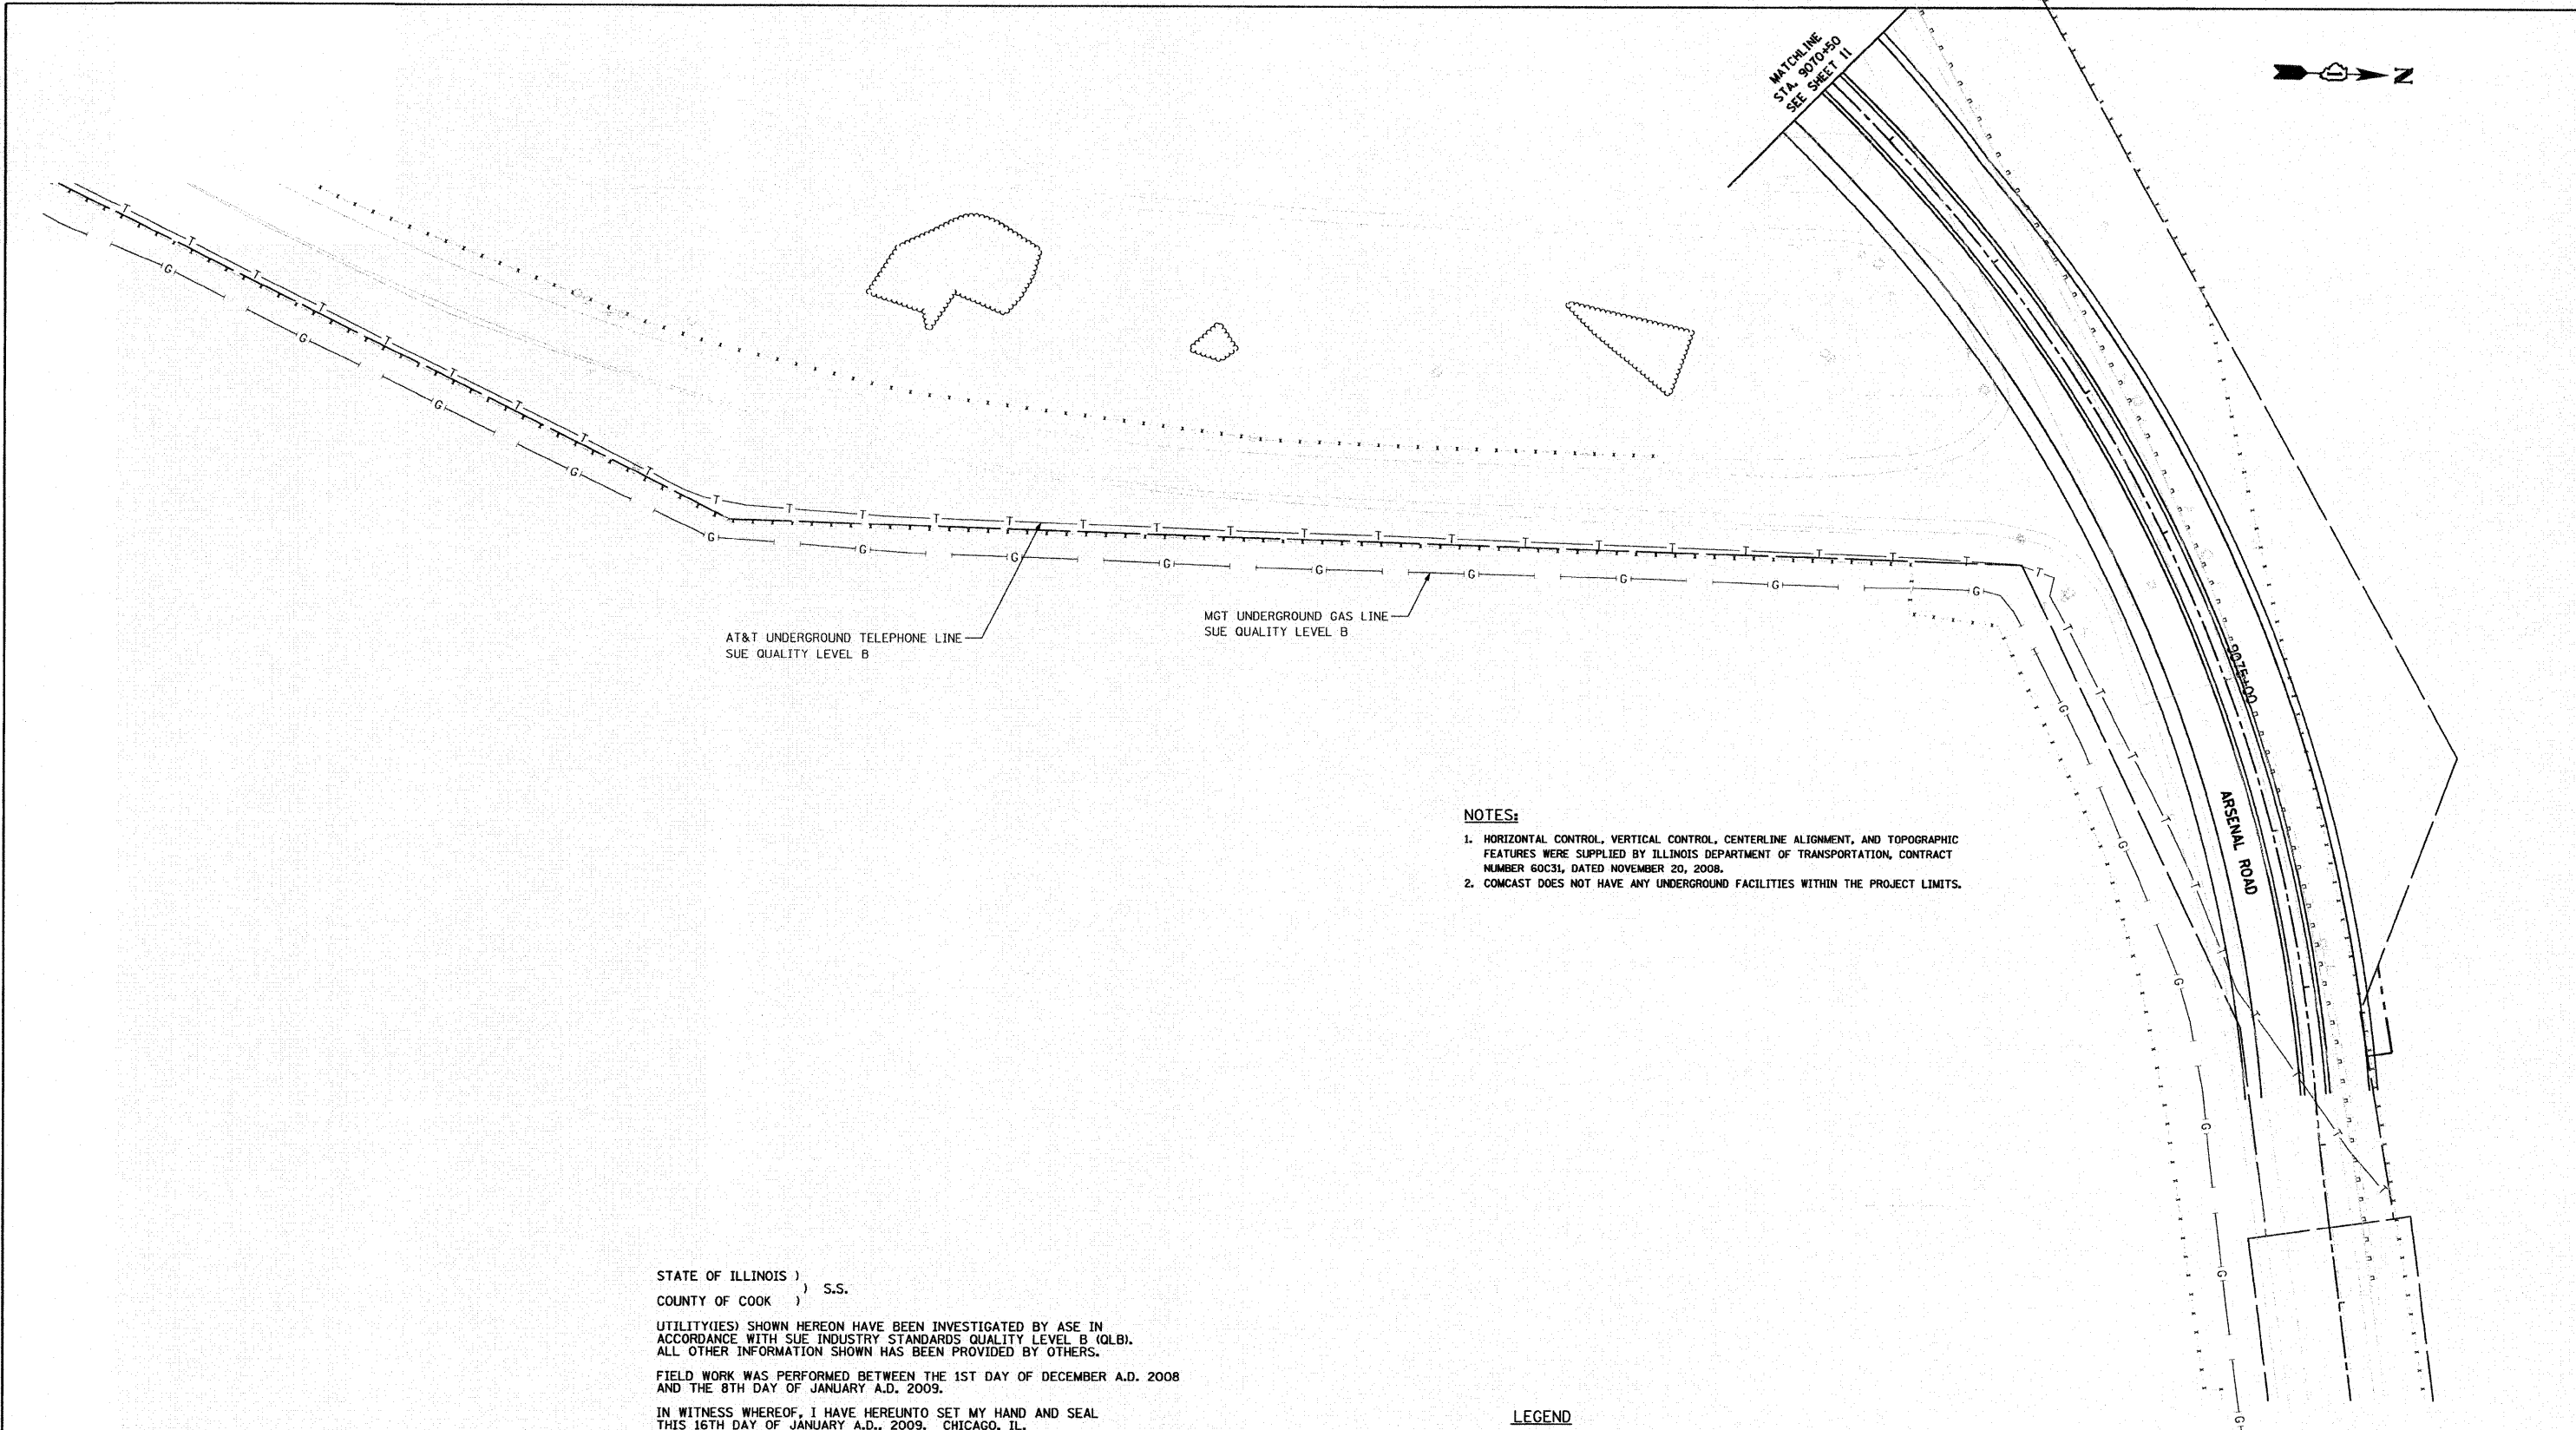 MATCHLINE
STA. 9070+50
SEE SHEET 11
N
AT&T UNDERGROUND TELEPHONE LINE
SUE QUALITY LEVEL B
MGT UNDERGROUND GAS LINE
SUE QUALITY LEVEL B
9075+00
ARSENAL ROAD
NOTES:
1. HORIZONTAL CONTROL, VERTICAL CONTROL, CENTERLINE ALIGNMENT, AND TOPOGRAPHIC
FEATURES WERE SUPPLIED BY ILLINOIS DEPARTMENT OF TRANSPORTATION, CONTRACT
NUMBER 60C31, DATED NOVEMBER 20, 2008.
2. COMCAST DOES NOT HAVE ANY UNDERGROUND FACILITIES WITHIN THE PROJECT LIMITS.
STATE OF ILLINOIS )
) S.S.
COUNTY OF COOK )
UTILITY(IES) SHOWN HEREON HAVE BEEN INVESTIGATED BY ASE IN
ACCORDANCE WITH SUE INDUSTRY STANDARDS QUALITY LEVEL B (QLB).
ALL OTHER INFORMATION SHOWN HAS BEEN PROVIDED BY OTHERS.
FIELD WORK WAS PERFORMED BETWEEN THE 1ST DAY OF DECEMBER A.D. 2008
AND THE 8TH DAY OF JANUARY A.D. 2009.
IN WITNESS WHEREOF, I HAVE HEREUNTO SET MY HAND AND SEAL
THIS 16TH DAY OF JANUARY A.D., 2009. CHICAGO, IL.
LEGEND